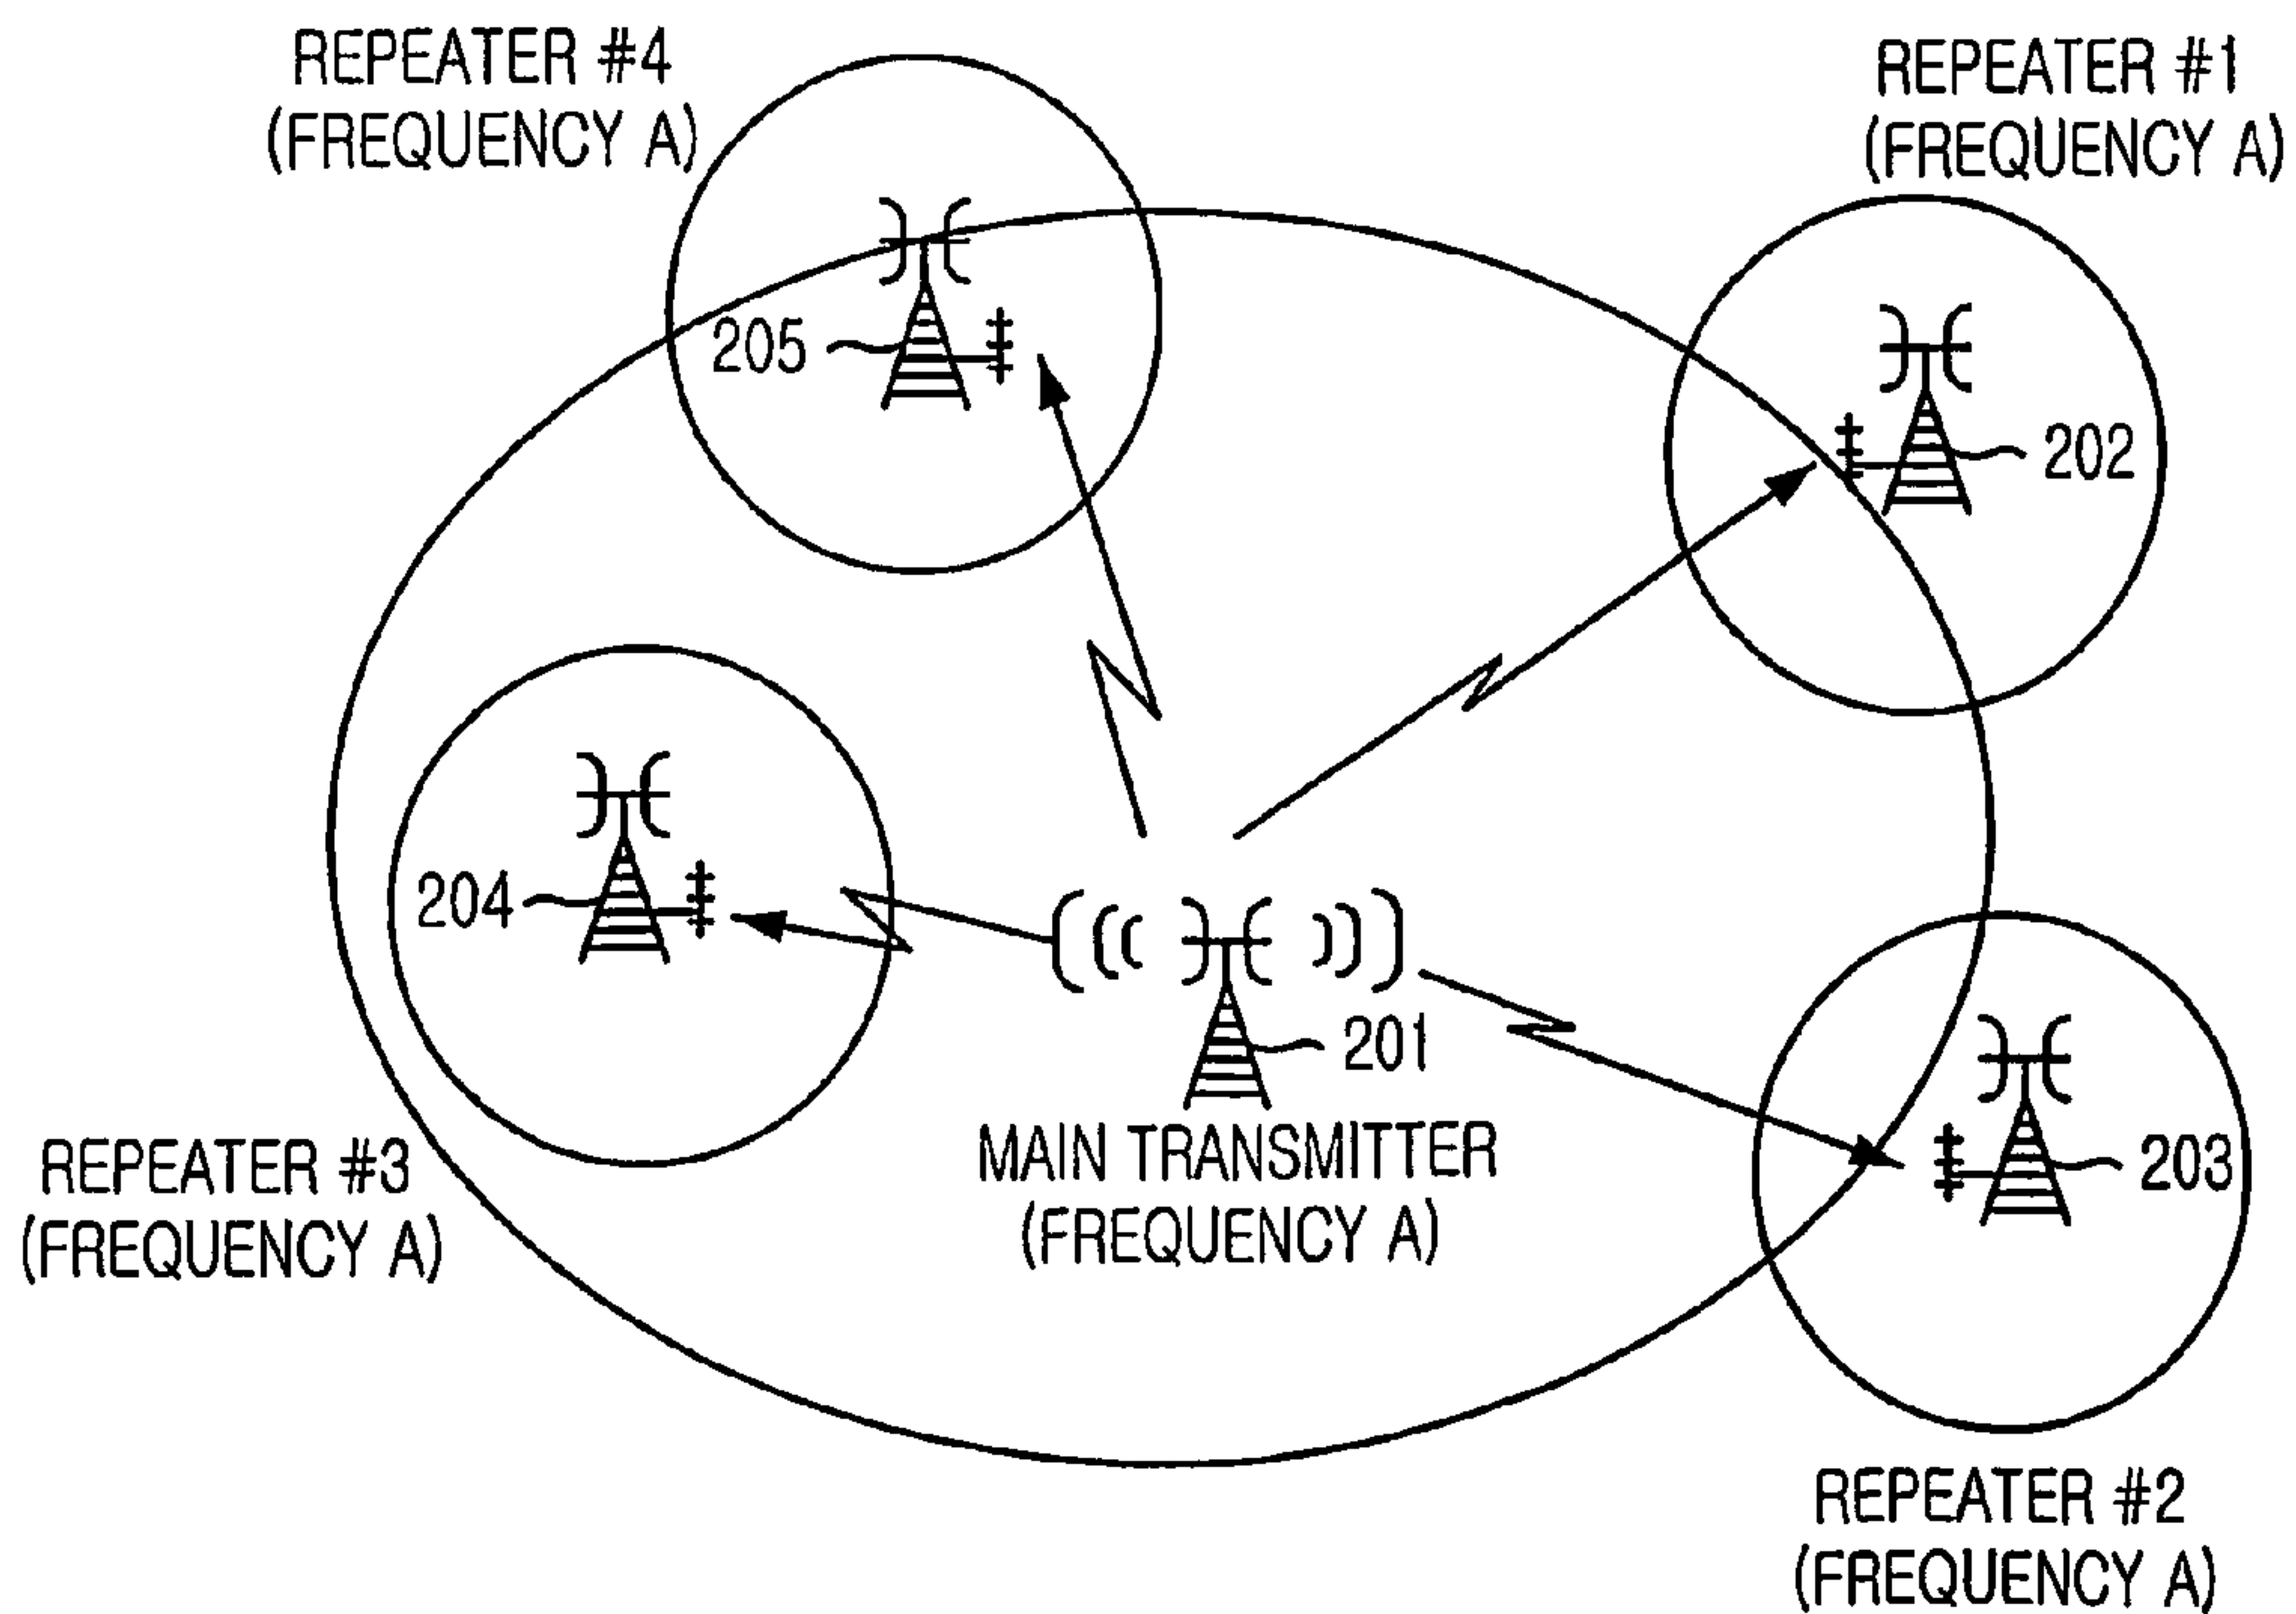 REPEATER #4
(FREQUENCY A)
REPEATER #1
(FREQUENCY A)
205
202
204
201
MAIN TRANSMITTER
(FREQUENCY A)
203
REPEATER #3
(FREQUENCY A)
REPEATER #2
(FREQUENCY A)